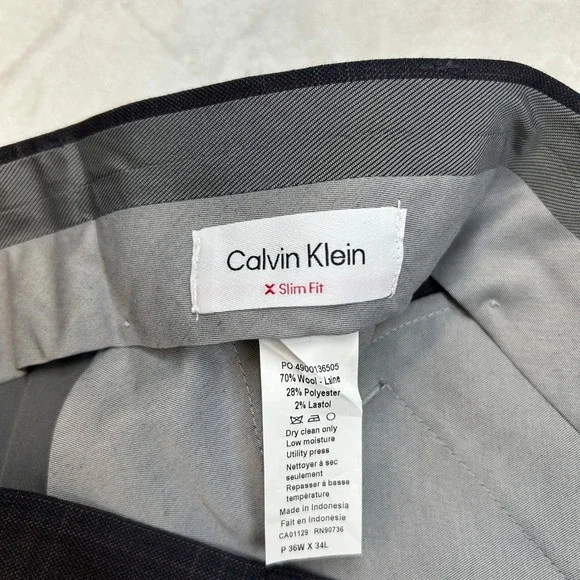 Calvin Klein
X Slim Fit
PO 4900136505
70% Wool - Laine
28% Polyester
2% Lastol
Dry clean only
Low moisture
Utility press
Nettoyer à sec
seulement
Repasser à basse
température
Made in Indonesia
Fait en Indonésie
CA01129 RN90736
P 36W X 34L